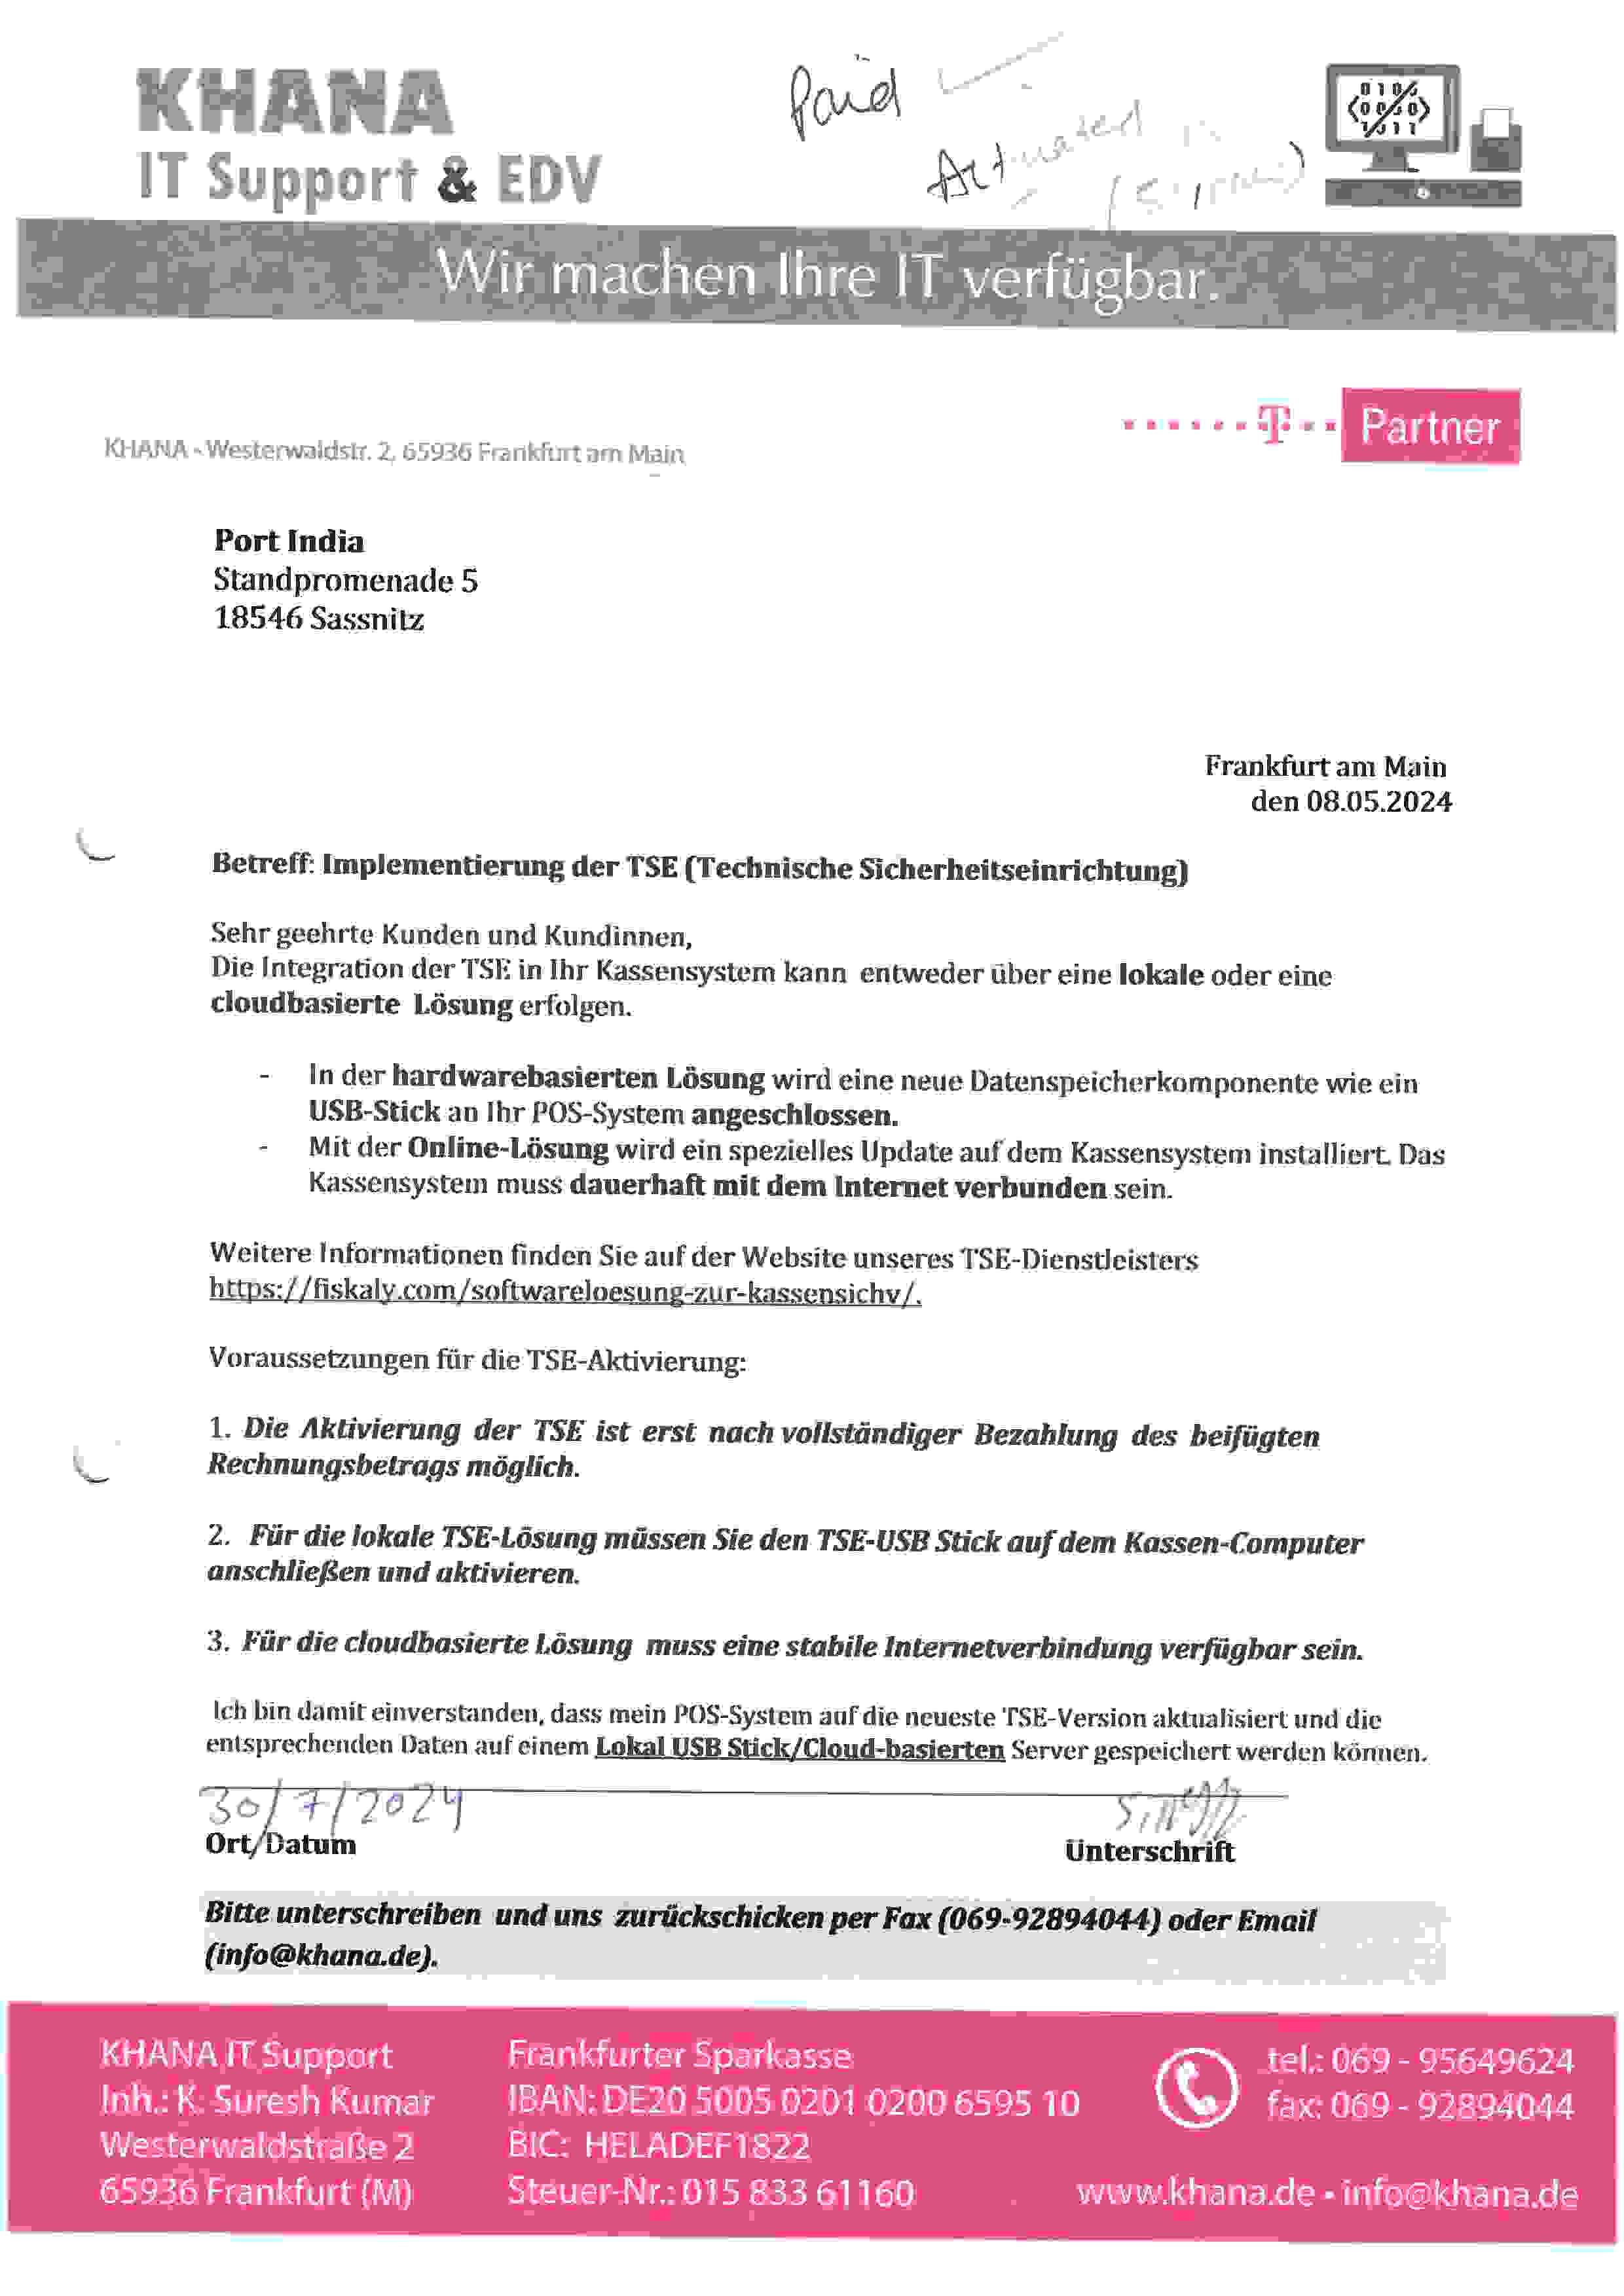 KHANA
IT Support & EDV
Paid
Wir machen Ihre IT verfügbar.
T Partner
KHANA - Westerwaldstr. 2, 65936 Frankfurt am Main
Port India
Standpromenade 5
18546 Sassnitz
Frankfurt am Main
den 08.05.2024
Betreff: Implementierung der TSE (Technische Sicherheitseinrichtung)
Sehr geehrte Kunden und Kundinnen,
Die Integration der TSE in Ihr Kassensystem kann entweder über eine lokale oder eine
cloudbasierte Lösung erfolgen.
- In der hardwarebasierten Lösung wird eine neue Datenspeicherkomponente wie ein
USB-Stick an Ihr POS-System angeschlossen.
- Mit der Online-Lösung wird ein spezielles Update auf dem Kassensystem installiert. Das
Kassensystem muss dauerhaft mit dem Internet verbunden sein.
Weitere Informationen finden Sie auf der Website unseres TSE-Dienstleisters
https://fiskaly.com/softwareloesung-zur-kassensichv/.
Voraussetzungen für die TSE-Aktivierung:
1. Die Aktivierung der TSE ist erst nach vollständiger Bezahlung des beifügten
Rechnungsbetrags möglich.
2. Für die lokale TSE-Lösung müssen Sie den TSE-USB Stick auf dem Kassen-Computer
anschließen und aktivieren.
3. Für die cloudbasierte Lösung muss eine stabile Internetverbindung verfügbar sein.
Ich bin damit einverstanden, dass mein POS-System auf die neueste TSE-Version aktualisiert und die
entsprechenden Daten auf einem Lokal USB Stick/Cloud-basierten Server gespeichert werden können.
30/7/2024
Ort/Datum
Unterschrift
Bitte unterschreiben und uns zurückschicken per Fax (069-92894044) oder Email
(info@khana.de).
KHANA IT Support
Inh.: K. Suresh Kumar
Westerwaldstraße 2
65936 Frankfurt (M)
Frankfurter Sparkasse
IBAN: DE20 5005 0201 0200 6595 10
BIC: HELADEF1822
Steuer-Nr.: 015 833 61160
tel.: 069 - 95649624
fax: 069 - 92894044
www.khana.de • info@khana.de